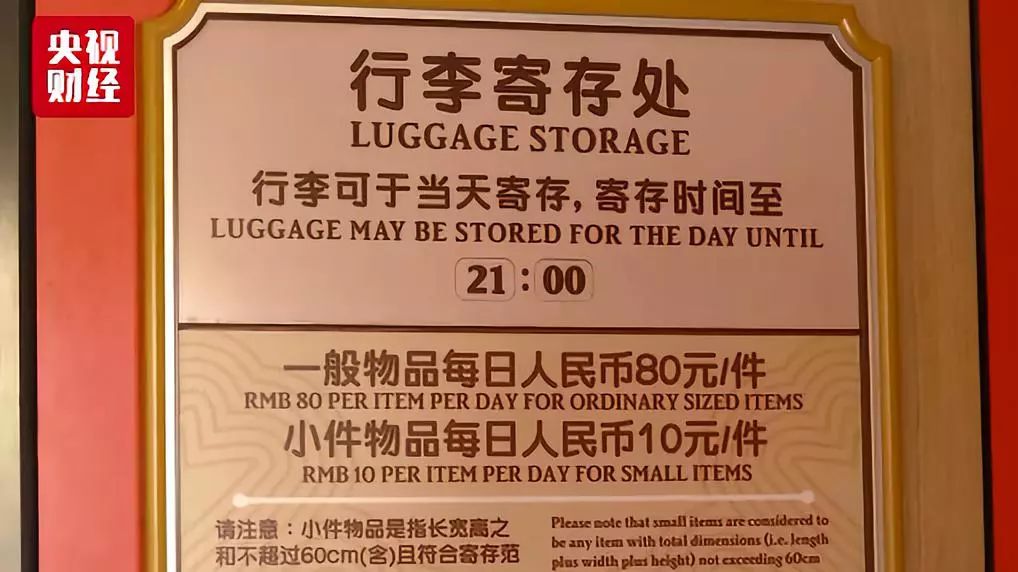 央视
财经
行李寄存处
LUGGAGE STORAGE
行李可于当天寄存，寄存时间至
LUGGAGE MAY BE STORED FOR THE DAY UNTIL
21:00
一般物品每日人民币80元/件
RMB 80 PER ITEM PER DAY FOR ORDINARY SIZED ITEMS
小件物品每日人民币10元/件
RMB 10 PER ITEM PER DAY FOR SMALL ITEMS
请注意：小件物品是指长宽高之
和不超过60cm(含)且符合寄存范
Please note that small items are considered to
be any item with total dimensions (i.e. length
plus width plus height) not exceeding 60cm